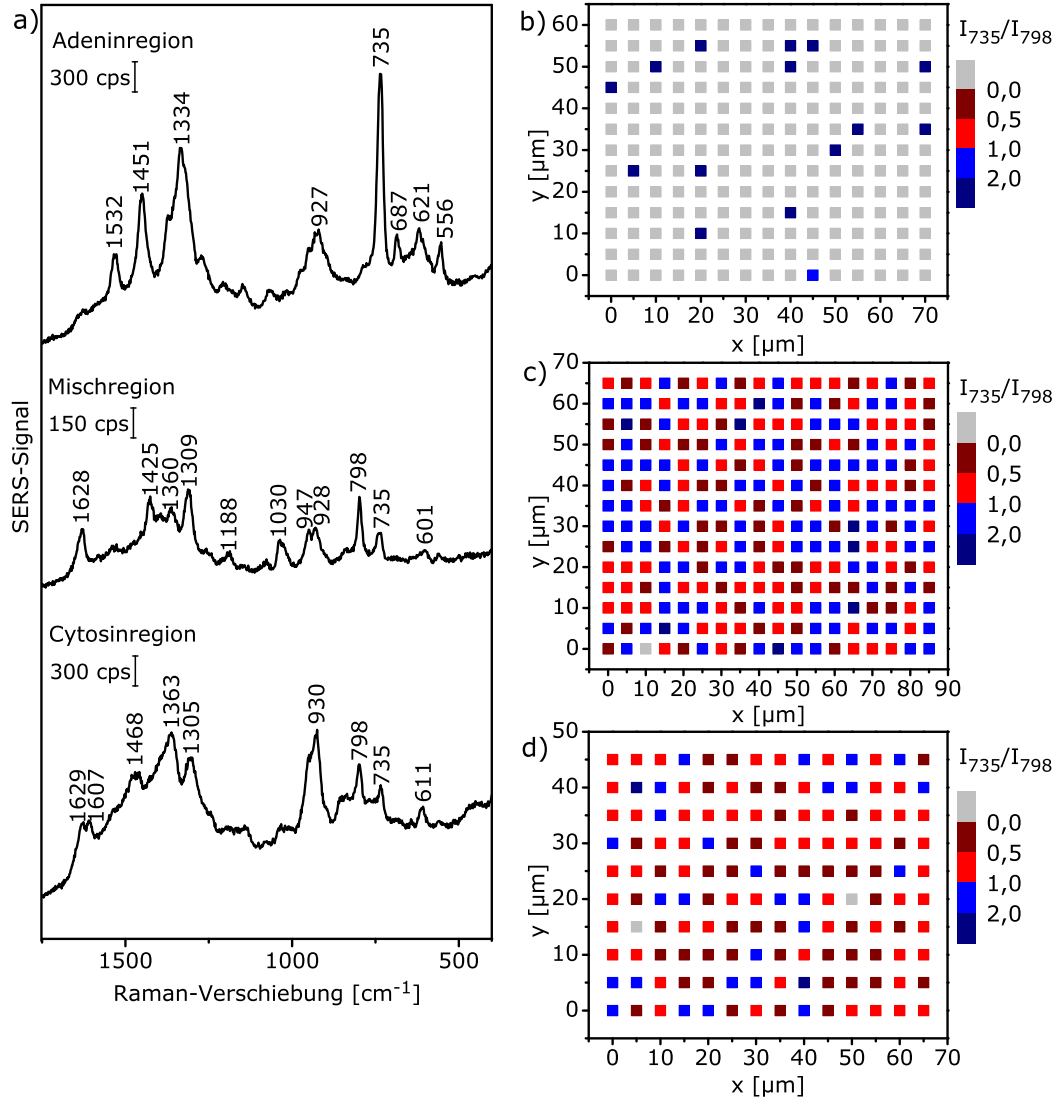 a)
Adeninregion
300 cps
1532
1451
1334
927
735
687
621
556
Mischregion
150 cps
1628
1425
1360
1309
1188
1030
947
928
798
735
601
Cytosinregion
300 cps
1629
1607
1468
1363
1305
930
798
735
611
SERS-Signal
1500 1000 500
Raman-Verschiebung [cm⁻¹]
b)
60
50
40
30
20
10
0
y [µm]
0 10 20 30 40 50 60 70
x [µm]
I₇₃₅/I₇₉₈
0,0
0,5
1,0
2,0
c)
70
60
50
40
30
20
10
0
y [µm]
0 10 20 30 40 50 60 70 80 90
x [µm]
I₇₃₅/I₇₉₈
0,0
0,5
1,0
2,0
d)
50
40
30
20
10
0
y [µm]
0 10 20 30 40 50 60 70
x [µm]
I₇₃₅/I₇₉₈
0,0
0,5
1,0
2,0